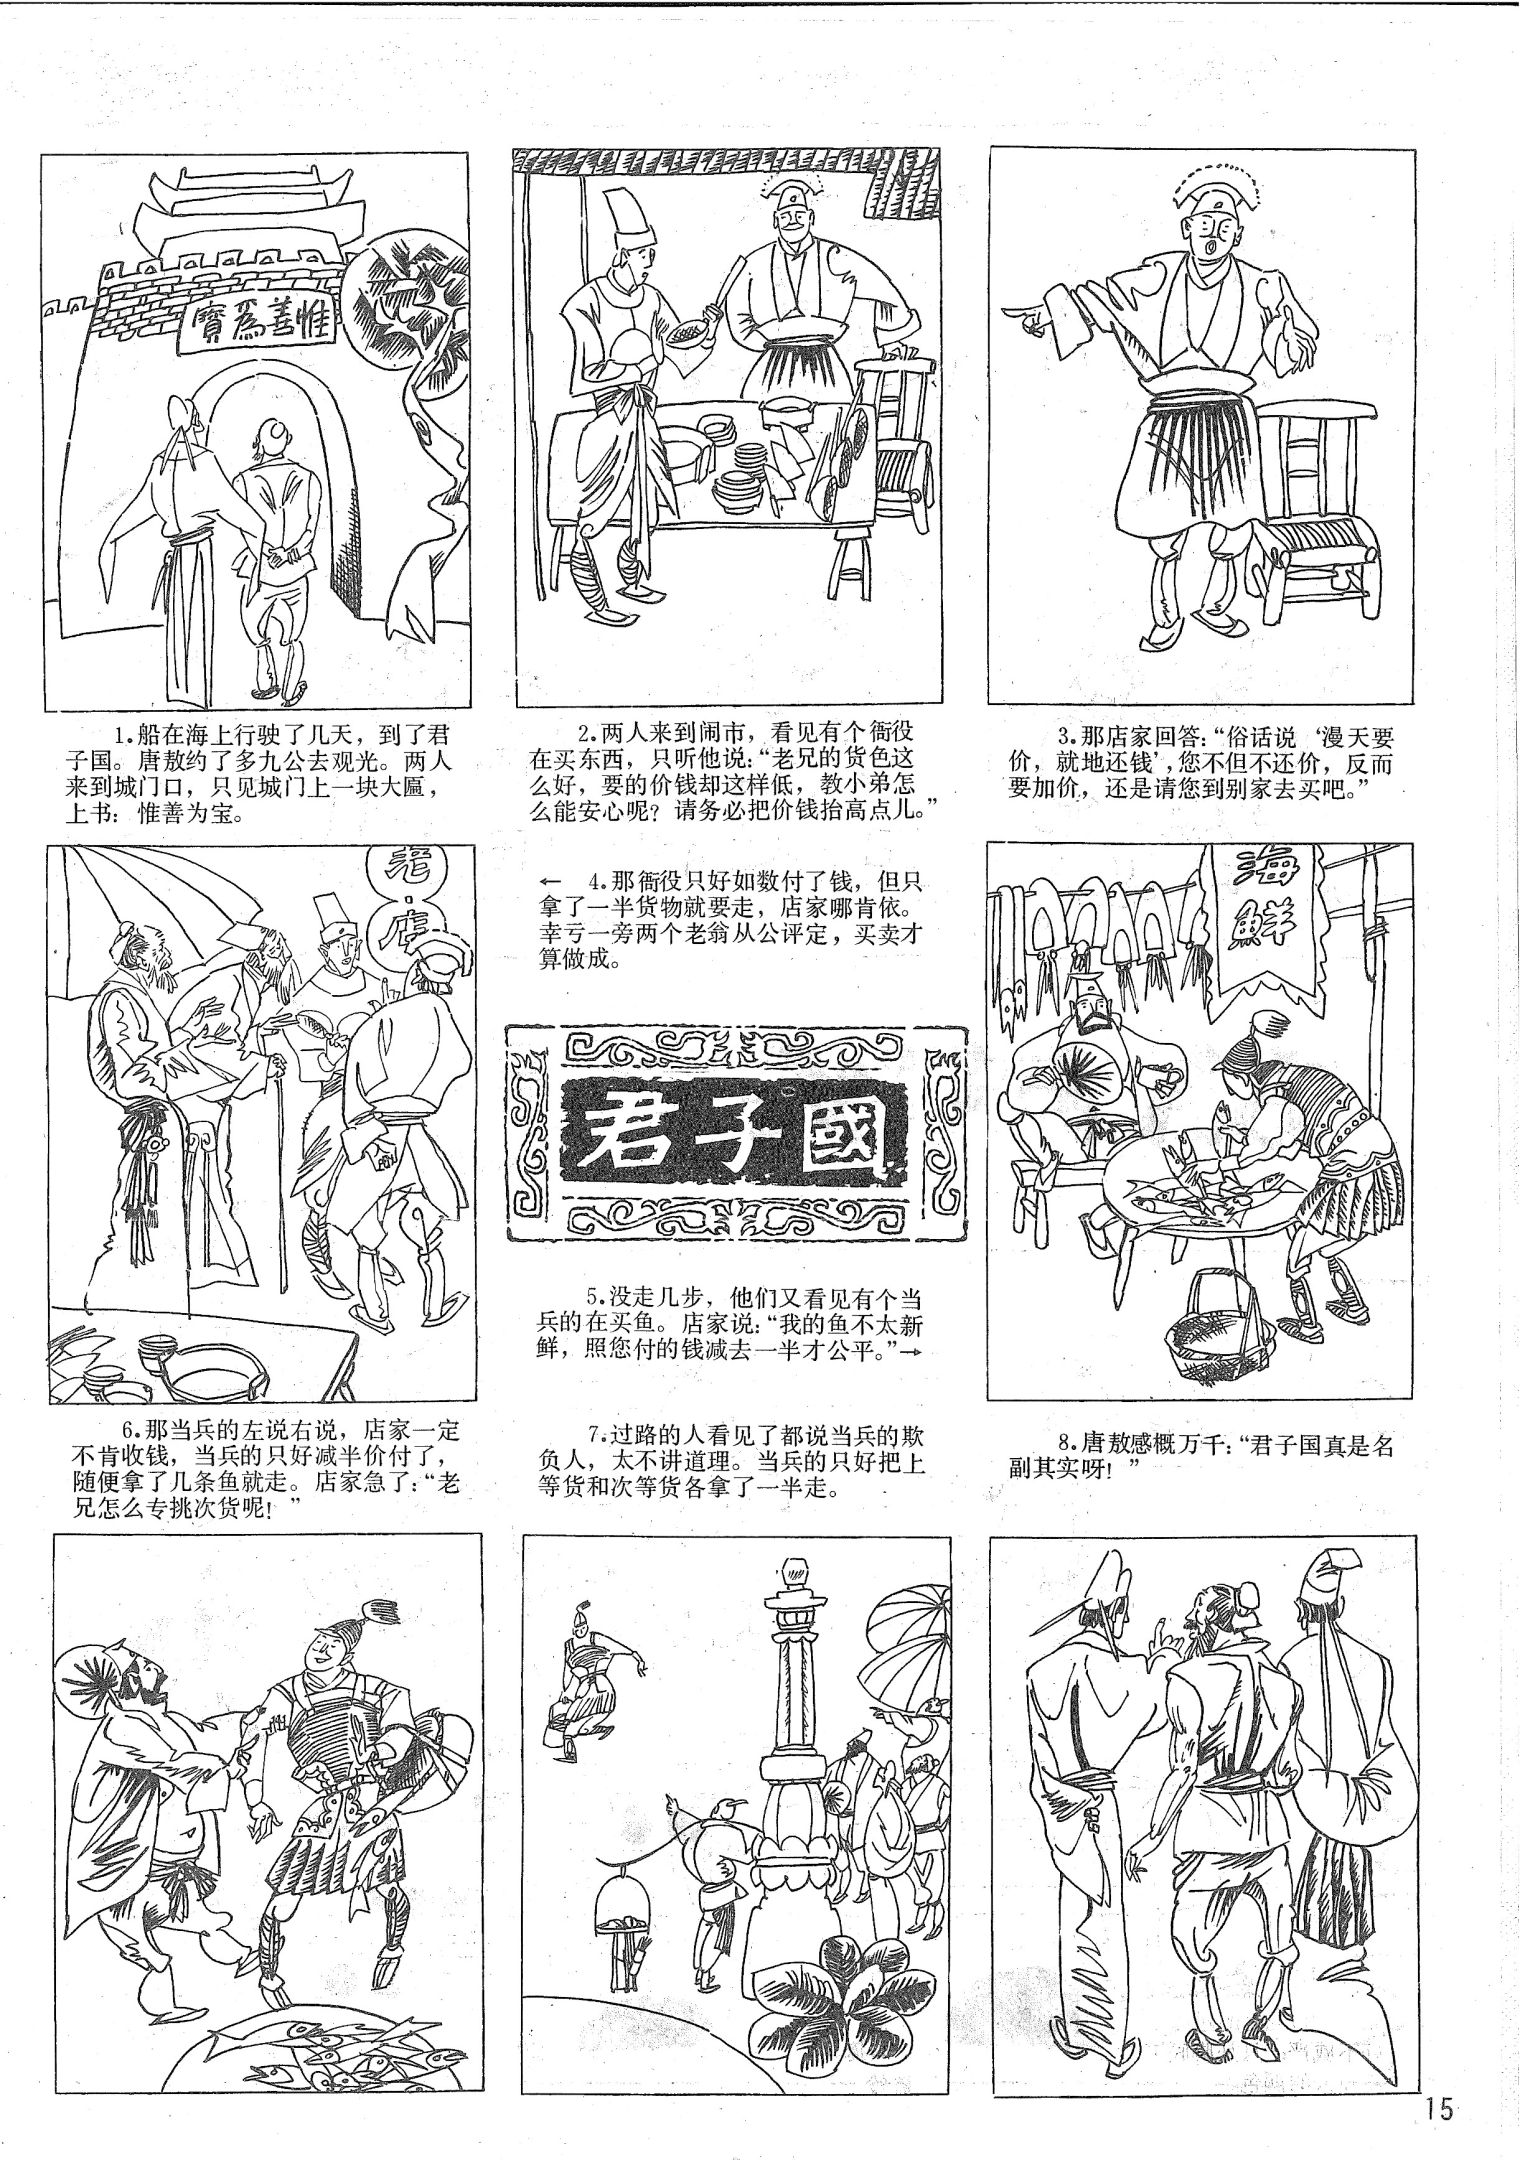 寳為善惟
1.船在海上行驶了几天，到了君
子国。唐敖约了多九公去观光。两人
来到城门口，只见城门上一块大匾，
上书：惟善为宝。
2.两人来到闹市，看见有个衙役
在买东西，只听他说：“老兄的货色这
么好，要的价钱却这样低，教小弟怎
么能安心呢？请务必把价钱抬高点儿。”
3.那店家回答：“俗话说‘漫天要
价，就地还钱’，您不但不还价，反而
要加价，还是请您到别家去买吧。”
老店
← 4.那衙役只好如数付了钱，但只
拿了一半货物就要走，店家哪肯依。
幸亏一旁两个老翁从公评定，买卖才
算做成。
君子國
海
鮮
5.没走几步，他们又看见有个当
兵的在买鱼。店家说：“我的鱼不太新
鲜，照您付的钱减去一半才公平。”→
6.那当兵的左说右说，店家一定
不肯收钱，当兵的只好减半价付了，
随便拿了几条鱼就走。店家急了：“老
兄怎么专挑次货呢！”
7.过路的人看见了都说当兵的欺
负人，太不讲道理。当兵的只好把上
等货和次等货各拿了一半走。
8.唐敖感慨万千：“君子国真是名
副其实呀！”
15